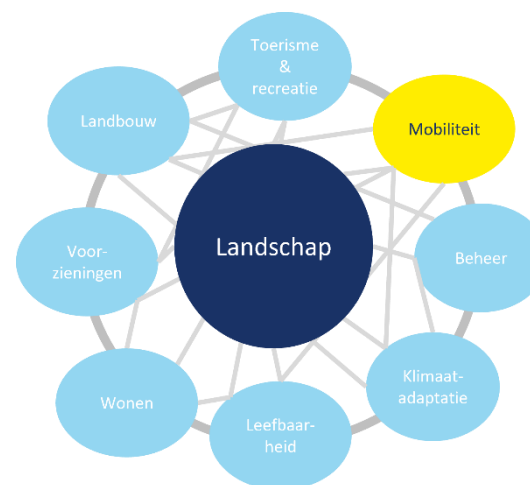 Toerisme
&
recreatie
Mobiliteit
Landbouw
Landschap
Voor-
zieningen
Beheer
Klimaat-
adaptatie
Wonen
Leefbaar-
heid